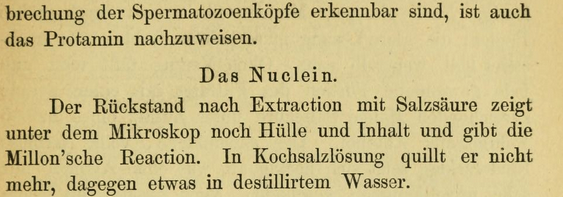 brechung der Spermatozoenköpfe erkennbar sind, ist auch
das Protamin nachzuweisen.
Das Nuclein.
Der Rückstand nach Extraction mit Salzsäure zeigt
unter dem Mikroskop noch Hülle und Inhalt und gibt die
Millon'sche Reaction. In Kochsalzlösung quillt er nicht
mehr, dagegen etwas in destillirtem Wasser.